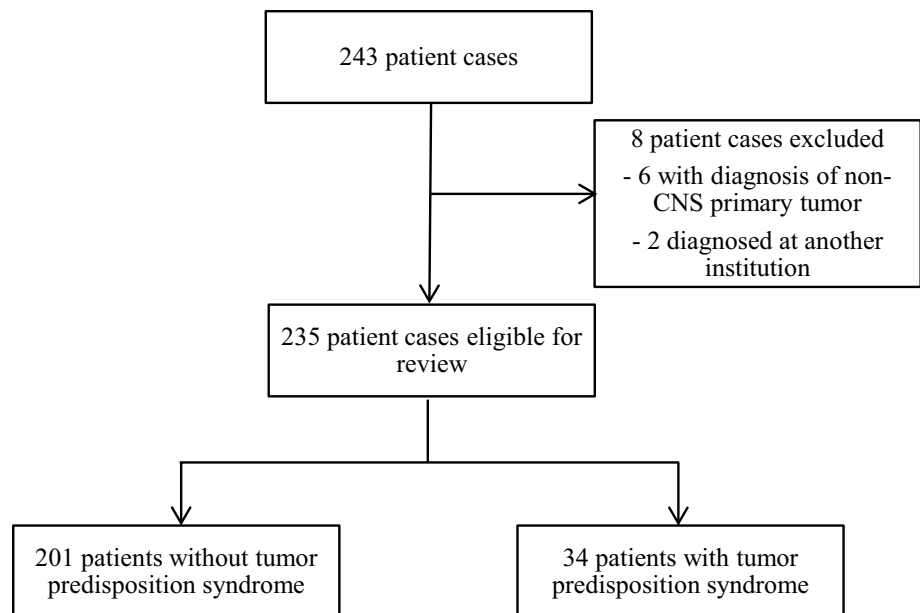 243 patient cases
8 patient cases excluded
- 6 with diagnosis of non-
CNS primary tumor
- 2 diagnosed at another
institution
235 patient cases eligible for
review
201 patients without tumor
predisposition syndrome
34 patients with tumor
predisposition syndrome